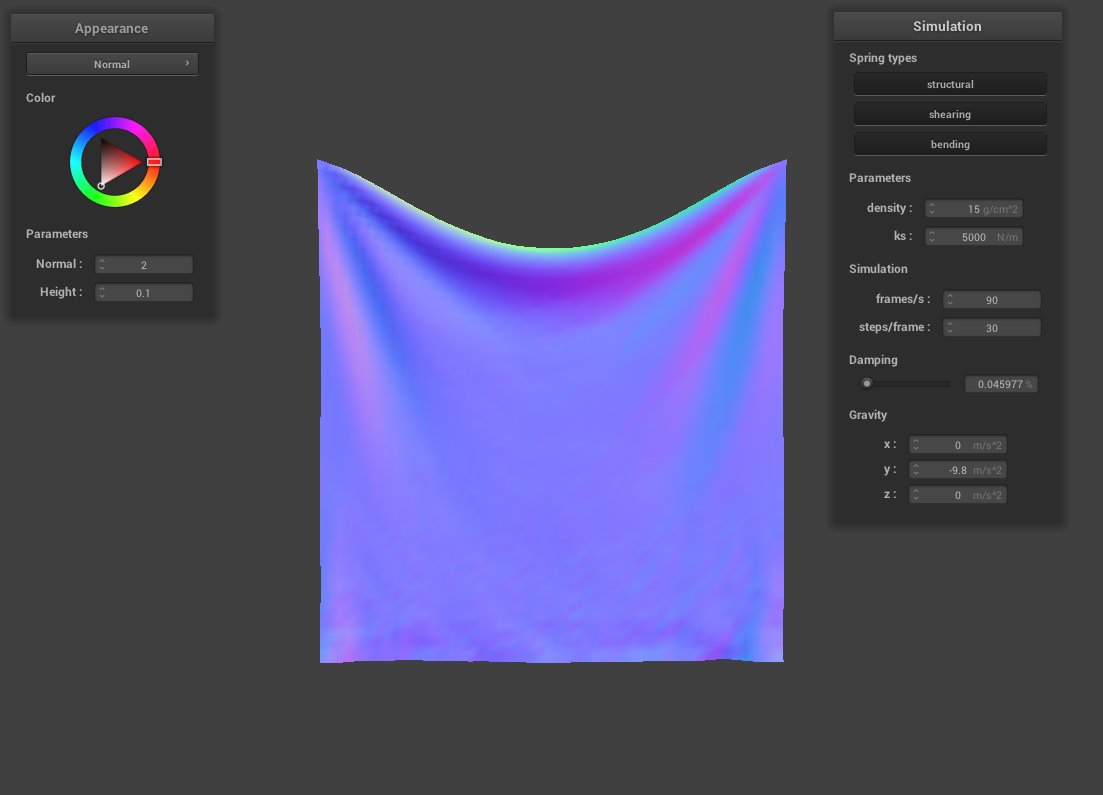 Appearance
Normal
Color
Parameters
Normal : 2
Height : 0.1
Simulation
Spring types
structural
shearing
bending
Parameters
density : 15 g/cm^2
ks : 5000 N/m
Simulation
frames/s : 90
steps/frame : 30
Damping
0.045977 %
Gravity
x : 0 m/s^2
y : -9.8 m/s^2
z : 0 m/s^2